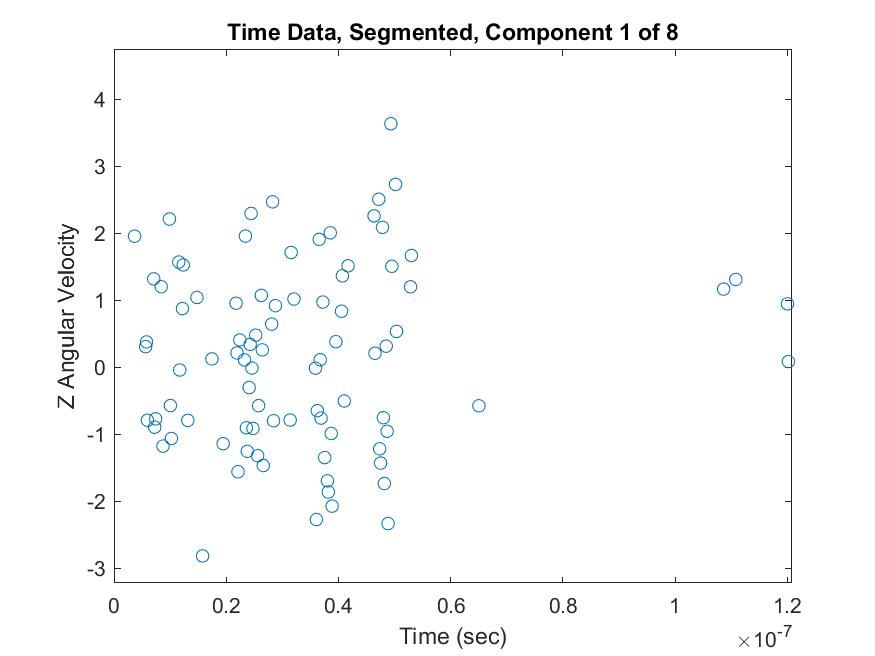 Time Data, Segmented, Component 1 of 8
4
3
2
1
0
-1
-2
-3
Z Angular Velocity
0 0.2 0.4 0.6 0.8 1 1.2
Time (sec)
×10-7